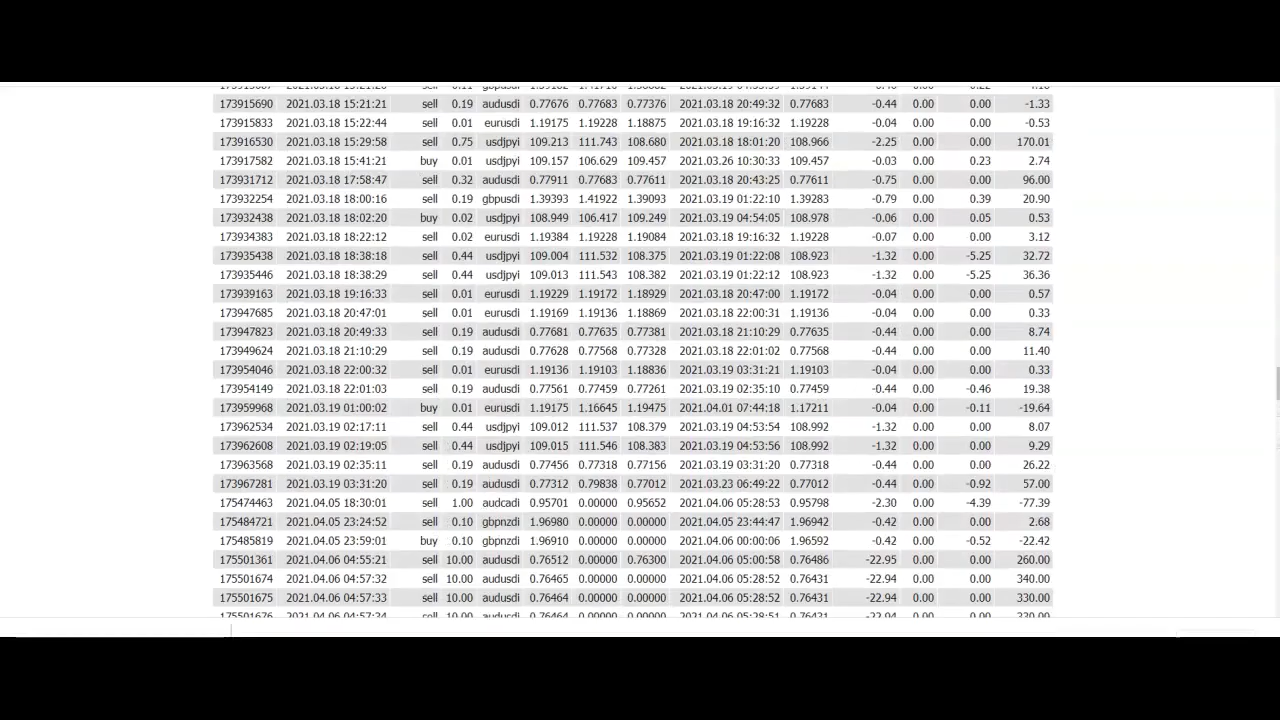 173915690 2021.03.18 15:21:21 sell 0.19 audusdi 0.77676 0.77683 0.77376 2021.03.18 20:49:32 0.77683 -0.44 0.00 0.00 -1.33
173915833 2021.03.18 15:22:44 sell 0.01 eurusdi 1.19175 1.19228 1.18875 2021.03.18 19:16:32 1.19228 -0.04 0.00 0.00 -0.53
173916530 2021.03.18 15:29:58 sell 0.75 usdjpyi 109.213 111.743 108.680 2021.03.18 18:01:20 108.966 -2.25 0.00 0.00 170.01
173917582 2021.03.18 15:41:21 buy 0.01 usdjpyi 109.157 106.629 109.457 2021.03.26 10:30:33 109.457 -0.03 0.00 0.23 2.74
173931712 2021.03.18 17:58:47 sell 0.32 audusdi 0.77911 0.77683 0.77611 2021.03.18 20:43:25 0.77611 -0.75 0.00 0.00 96.00
173932254 2021.03.18 18:00:16 sell 0.19 gbpusdi 1.39393 1.41922 1.39093 2021.03.19 01:22:10 1.39283 -0.79 0.00 0.39 20.90
173932438 2021.03.18 18:02:20 buy 0.02 usdjpyi 108.949 106.417 109.249 2021.03.19 04:54:05 108.978 -0.06 0.00 0.05 0.53
173934383 2021.03.18 18:22:12 sell 0.02 eurusdi 1.19384 1.19228 1.19084 2021.03.18 19:16:32 1.19228 -0.07 0.00 0.00 3.12
173935438 2021.03.18 18:38:18 sell 0.44 usdjpyi 109.004 111.532 108.375 2021.03.19 01:22:08 108.923 -1.32 0.00 -5.25 32.72
173935446 2021.03.18 18:38:29 sell 0.44 usdjpyi 109.013 111.543 108.382 2021.03.19 01:22:12 108.923 -1.32 0.00 -5.25 36.36
173939163 2021.03.18 19:16:33 sell 0.01 eurusdi 1.19229 1.19172 1.18929 2021.03.18 20:47:00 1.19172 -0.04 0.00 0.00 0.57
173947685 2021.03.18 20:47:01 sell 0.01 eurusdi 1.19169 1.19136 1.18869 2021.03.18 22:00:31 1.19136 -0.04 0.00 0.00 0.33
173947823 2021.03.18 20:49:33 sell 0.19 audusdi 0.77681 0.77635 0.77381 2021.03.18 21:10:29 0.77635 -0.44 0.00 0.00 8.74
173949624 2021.03.18 21:10:29 sell 0.19 audusdi 0.77628 0.77568 0.77328 2021.03.18 22:01:02 0.77568 -0.44 0.00 0.00 11.40
173954046 2021.03.18 22:00:32 sell 0.01 eurusdi 1.19136 1.19103 1.18836 2021.03.19 03:31:21 1.19103 -0.04 0.00 0.00 0.33
173954149 2021.03.18 22:01:03 sell 0.19 audusdi 0.77561 0.77459 0.77261 2021.03.19 02:35:10 0.77459 -0.44 0.00 -0.46 19.38
173959968 2021.03.19 01:00:02 buy 0.01 eurusdi 1.19175 1.16645 1.19475 2021.04.01 07:44:18 1.17211 -0.04 0.00 -0.11 -19.64
173962534 2021.03.19 02:17:11 sell 0.44 usdjpyi 109.012 111.537 108.379 2021.03.19 04:53:54 108.992 -1.32 0.00 0.00 8.07
173962608 2021.03.19 02:19:05 sell 0.44 usdjpyi 109.015 111.546 108.383 2021.03.19 04:53:56 108.992 -1.32 0.00 0.00 9.29
173963568 2021.03.19 02:35:11 sell 0.19 audusdi 0.77456 0.77318 0.77156 2021.03.19 03:31:20 0.77318 -0.44 0.00 0.00 26.22
173967281 2021.03.19 03:31:20 sell 0.19 audusdi 0.77312 0.79838 0.77012 2021.03.23 06:49:22 0.77012 -0.44 0.00 -0.92 57.00
175474463 2021.04.05 18:30:01 sell 1.00 audcadi 0.95701 0.00000 0.95652 2021.04.06 05:28:53 0.95798 -2.30 0.00 -4.39 -77.39
175484721 2021.04.05 23:24:52 sell 0.10 gbpnzdi 1.96980 0.00000 0.00000 2021.04.05 23:44:47 1.96942 -0.42 0.00 0.00 2.68
175485819 2021.04.05 23:59:01 buy 0.10 gbpnzdi 1.96910 0.00000 0.00000 2021.04.06 00:00:06 1.96592 -0.42 0.00 -0.52 -22.42
175501361 2021.04.06 04:55:21 sell 10.00 audusdi 0.76512 0.00000 0.76300 2021.04.06 05:00:58 0.76486 -22.95 0.00 0.00 260.00
175501674 2021.04.06 04:57:32 sell 10.00 audusdi 0.76465 0.00000 0.00000 2021.04.06 05:28:52 0.76431 -22.94 0.00 0.00 340.00
175501675 2021.04.06 04:57:33 sell 10.00 audusdi 0.76464 0.00000 0.00000 2021.04.06 05:28:52 0.76431 -22.94 0.00 0.00 330.00
175501676 2021.04.06 04:57:34 sell 10.00 audusdi 0.76464 0.00000 0.00000 2021.04.06 05:28:51 0.76431 -22.94 0.00 0.00 330.00